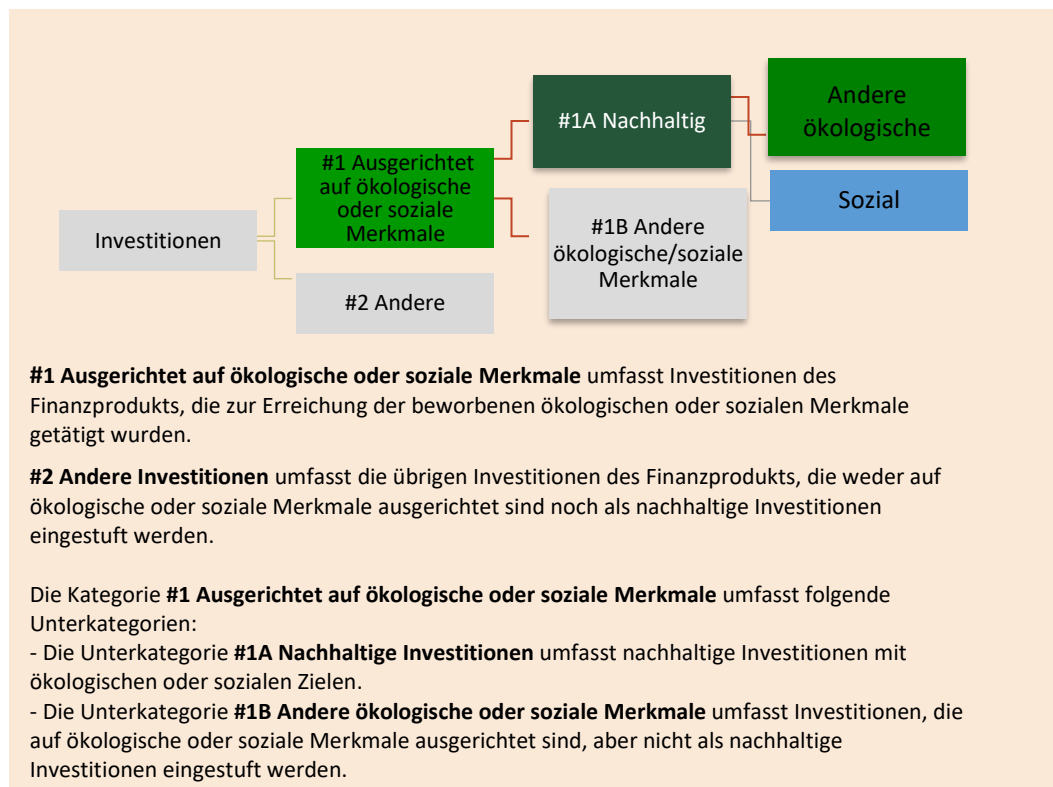 Andere
ökologische
#1A Nachhaltig
#1 Ausgerichtet
auf ökologische
oder soziale
Merkmale
Sozial
#1B Andere
ökologische/soziale
Merkmale
Investitionen
#2 Andere
#1 Ausgerichtet auf ökologische oder soziale Merkmale umfasst Investitionen des
Finanzprodukts, die zur Erreichung der beworbenen ökologischen oder sozialen Merkmale
getätigt wurden.
#2 Andere Investitionen umfasst die übrigen Investitionen des Finanzprodukts, die weder auf
ökologische oder soziale Merkmale ausgerichtet sind noch als nachhaltige Investitionen
eingestuft werden.
Die Kategorie #1 Ausgerichtet auf ökologische oder soziale Merkmale umfasst folgende
Unterkategorien:
- Die Unterkategorie #1A Nachhaltige Investitionen umfasst nachhaltige Investitionen mit
ökologischen oder sozialen Zielen.
- Die Unterkategorie #1B Andere ökologische oder soziale Merkmale umfasst Investitionen, die
auf ökologische oder soziale Merkmale ausgerichtet sind, aber nicht als nachhaltige
Investitionen eingestuft werden.